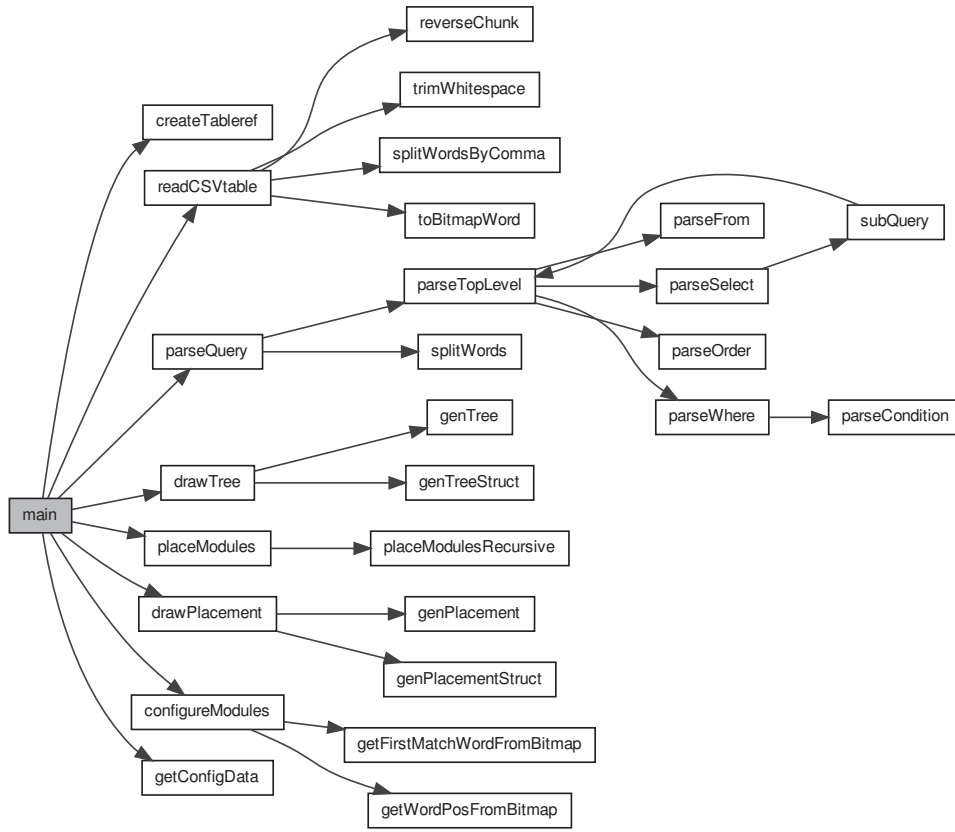 reverseChunk
trimWhitespace
createTableref
splitWordsByComma
readCSVtable
toBitmapWord
parseFrom
subQuery
parseTopLevel
parseSelect
parseQuery
splitWords
parseOrder
genTree
parseWhere
parseCondition
drawTree
genTreeStruct
main
placeModules
placeModulesRecursive
drawPlacement
genPlacement
genPlacementStruct
configureModules
getFirstMatchWordFromBitmap
getConfigData
getWordPosFromBitmap